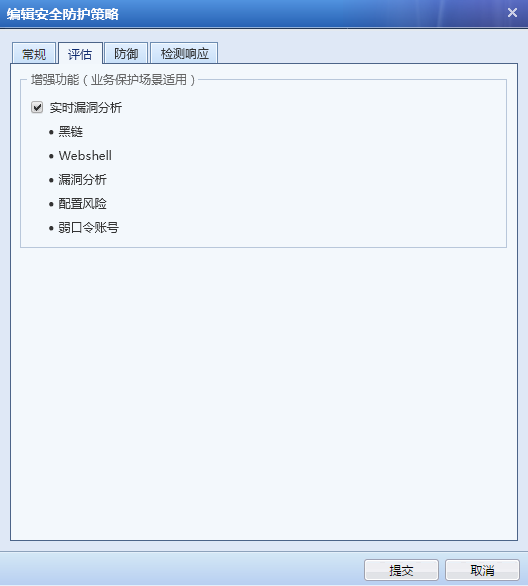 编辑安全防护策略
常规 评估 防御 检测响应
增强功能（业务保护场景适用）
实时漏洞分析
• 黑链
• Webshell
• 漏洞分析
• 配置风险
• 弱口令账号
提交 取消